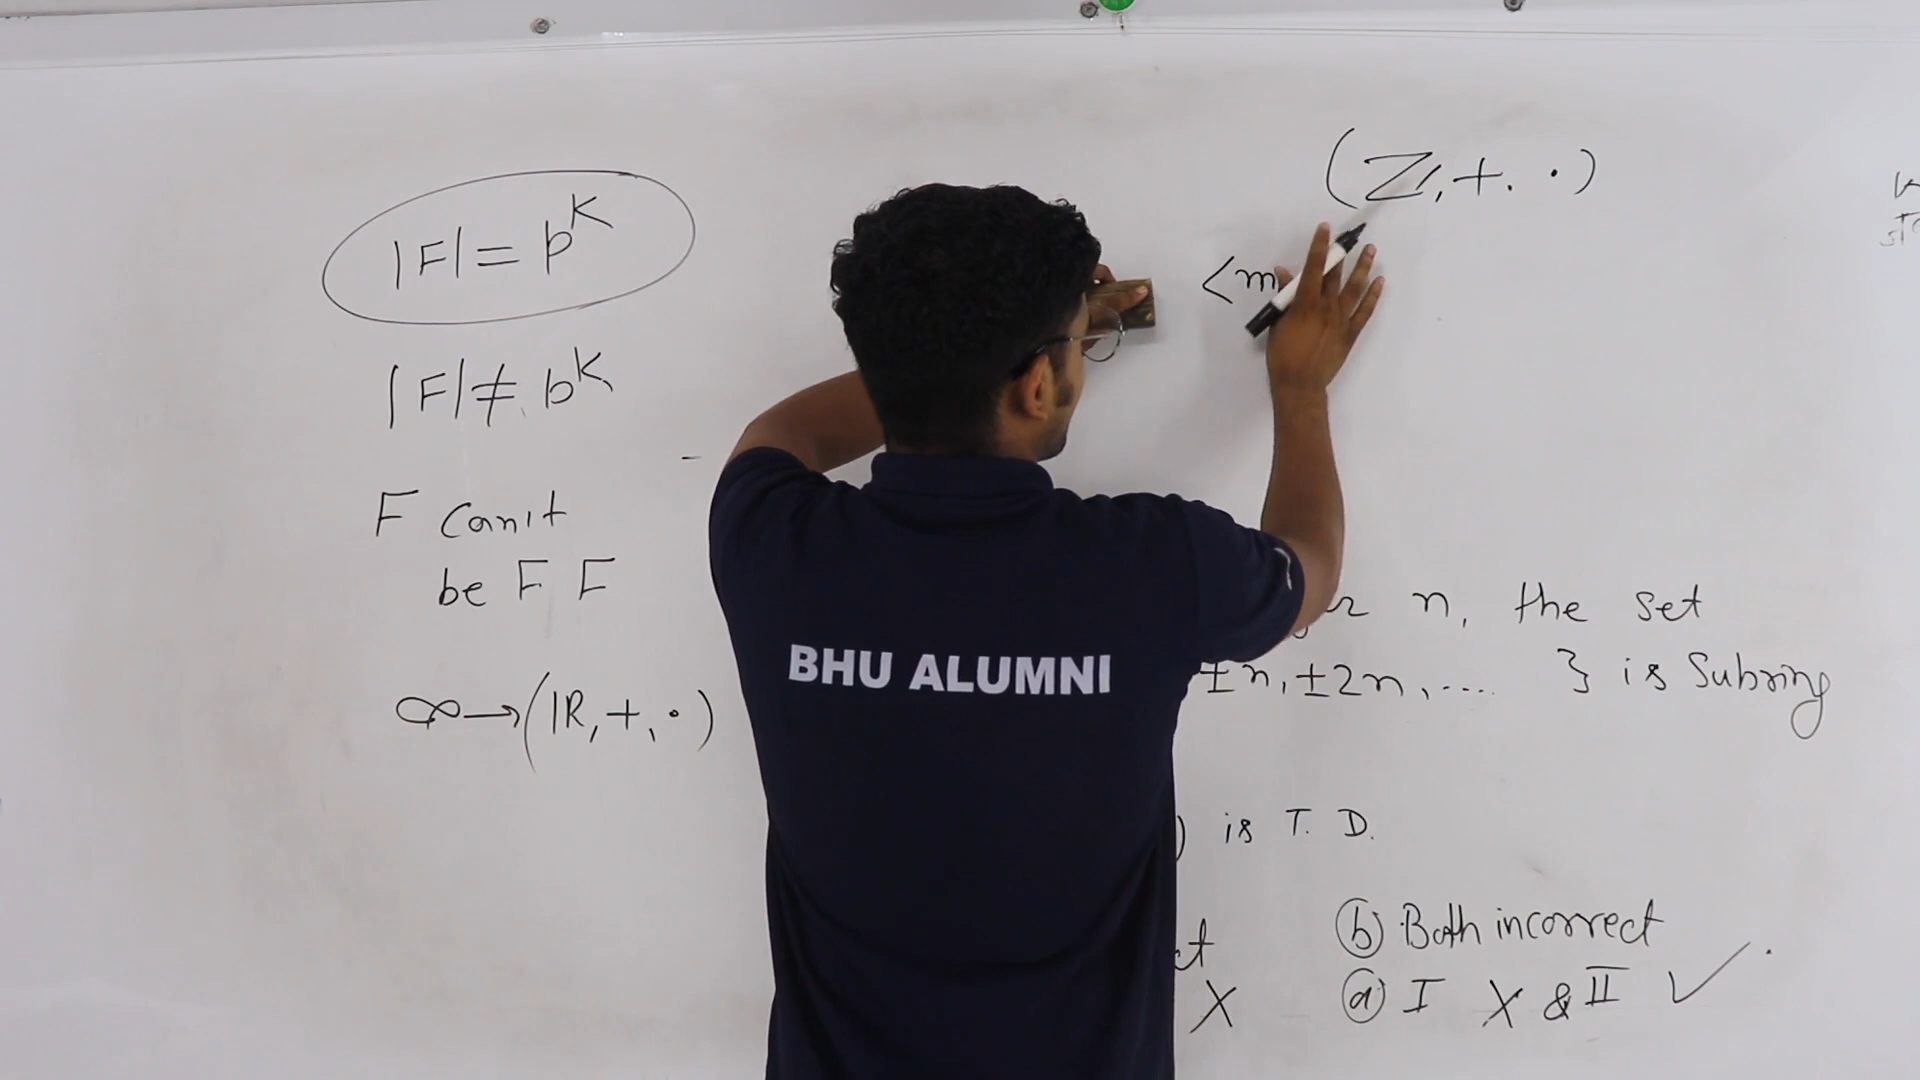 |F| = p^K
|F| ≠ p^K
F can't
be F F
∞ → (IR, +, ·)
(Z, +, ·)
<m
n, the set
±n, ±2n, .... } is Subring
) is T. D.
(b) Both incorrect
X (a) I X & II ✓
BHU ALUMNI